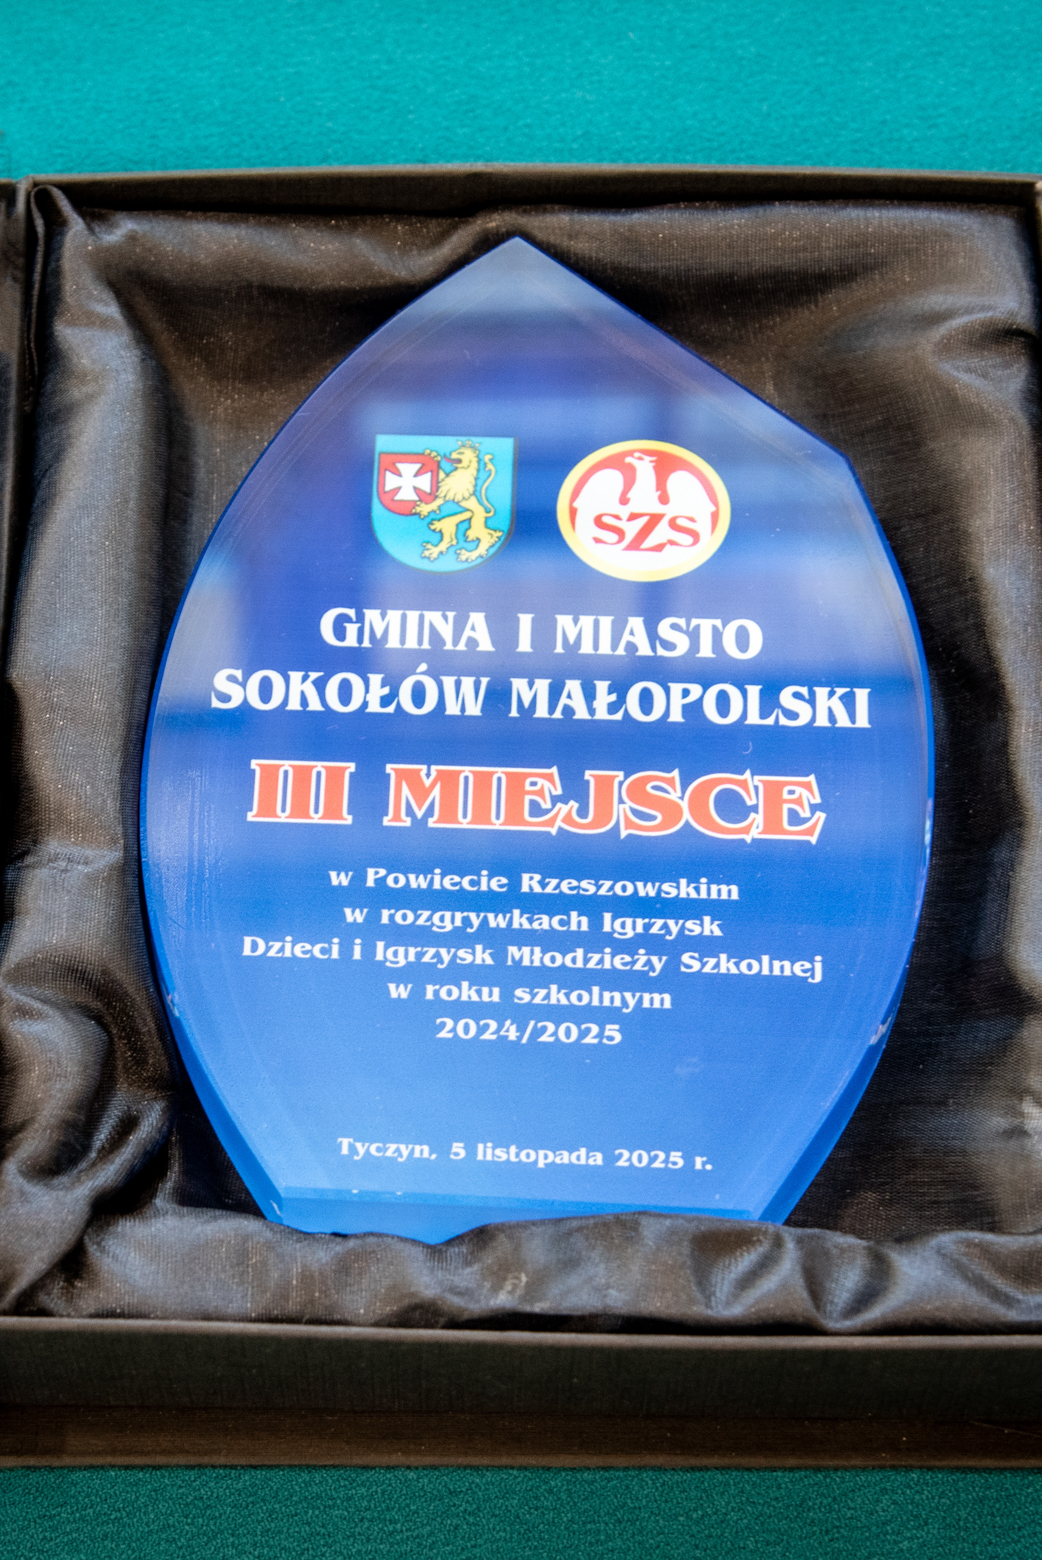 SZS
GMINA I MIASTO
SOKOŁÓW MAŁOPOLSKI
III MIEJSCE
w Powiecie Rzeszowskim
w rozgrywkach Igrzysk
Dzieci i Igrzysk Młodzieży Szkolnej
w roku szkolnym
2024/2025
Tyczyn, 5 listopada 2025 r.